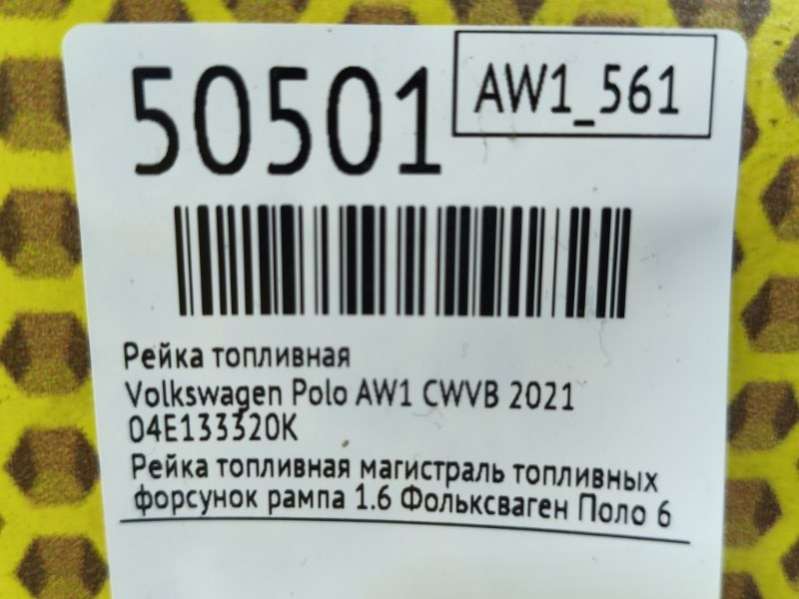 50501
AW1_561
Рейка топливная
Volkswagen Polo AW1 CWVB 2021
04E133320K
Рейка топливная магистраль топливных
форсунок рампа 1.6 Фольксваген Поло 6